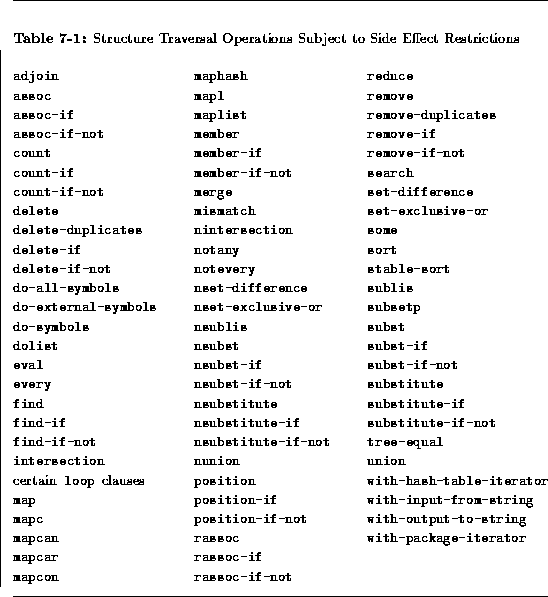 Table 7-1: Structure Traversal Operations Subject to Side Effect Restrictions
adjoin maphash reduce
assoc mapl remove
assoc-if maplist remove-duplicates
assoc-if-not member remove-if
count member-if remove-if-not
count-if member-if-not search
count-if-not merge set-difference
delete mismatch set-exclusive-or
delete-duplicates nintersection some
delete-if notany sort
delete-if-not notevery stable-sort
do-all-symbols nset-difference sublis
do-external-symbols nset-exclusive-or subsetp
do-symbols nsublis subst
dolist nsubst subst-if
eval nsubst-if subst-if-not
every nsubst-if-not substitute
find nsubstitute substitute-if
find-if nsubstitute-if substitute-if-not
find-if-not nsubstitute-if-not tree-equal
intersection nunion union
certain loop clauses position with-hash-table-iterator
map position-if with-input-from-string
mapc position-if-not with-output-to-string
mapcan rassoc with-package-iterator
mapcar rassoc-if
mapcon rassoc-if-not